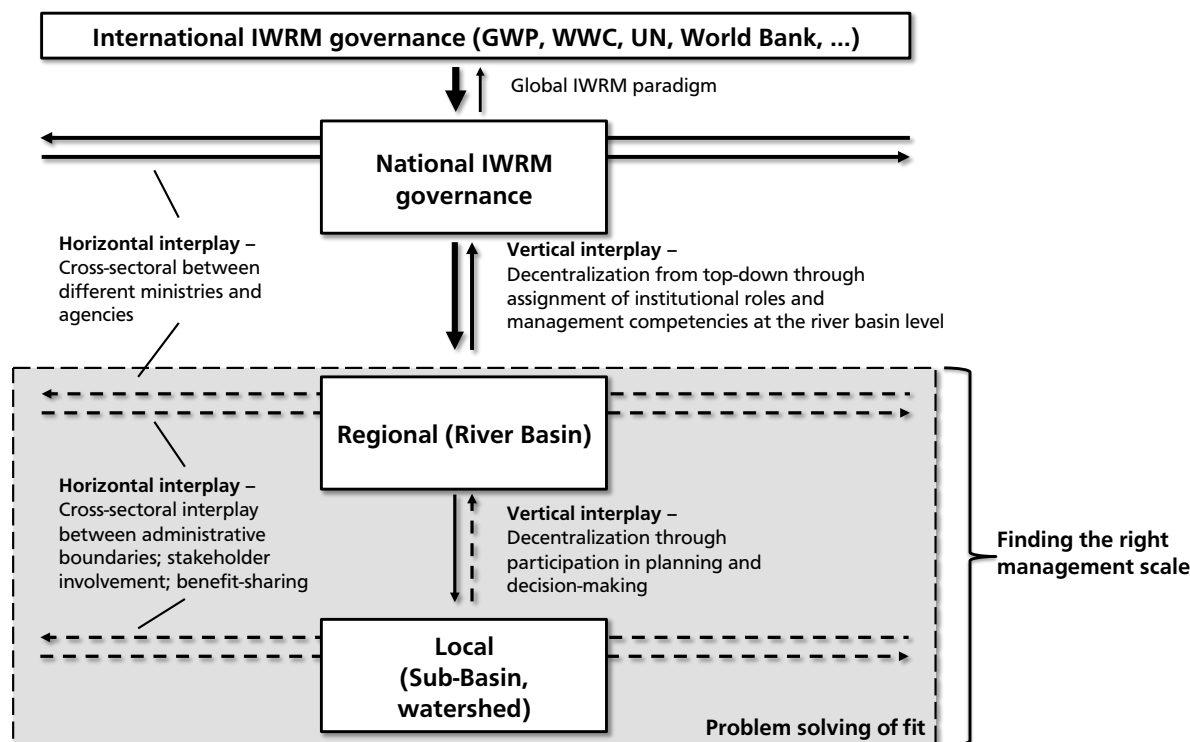 International IWRM governance (GWP, WWC, UN, World Bank, ...)
Global IWRM paradigm
National IWRM
governance
Horizontal interplay –
Cross-sectoral between
different ministries and
agencies
Vertical interplay –
Decentralization from top-down through
assignment of institutional roles and
management competencies at the river basin level
Regional (River Basin)
Horizontal interplay –
Cross-sectoral interplay
between administrative
boundaries; stakeholder
involvement; benefit-sharing
Vertical interplay –
Decentralization through
participation in planning and
decision-making
Finding the right
management scale
Local
(Sub-Basin,
watershed)
Problem solving of fit